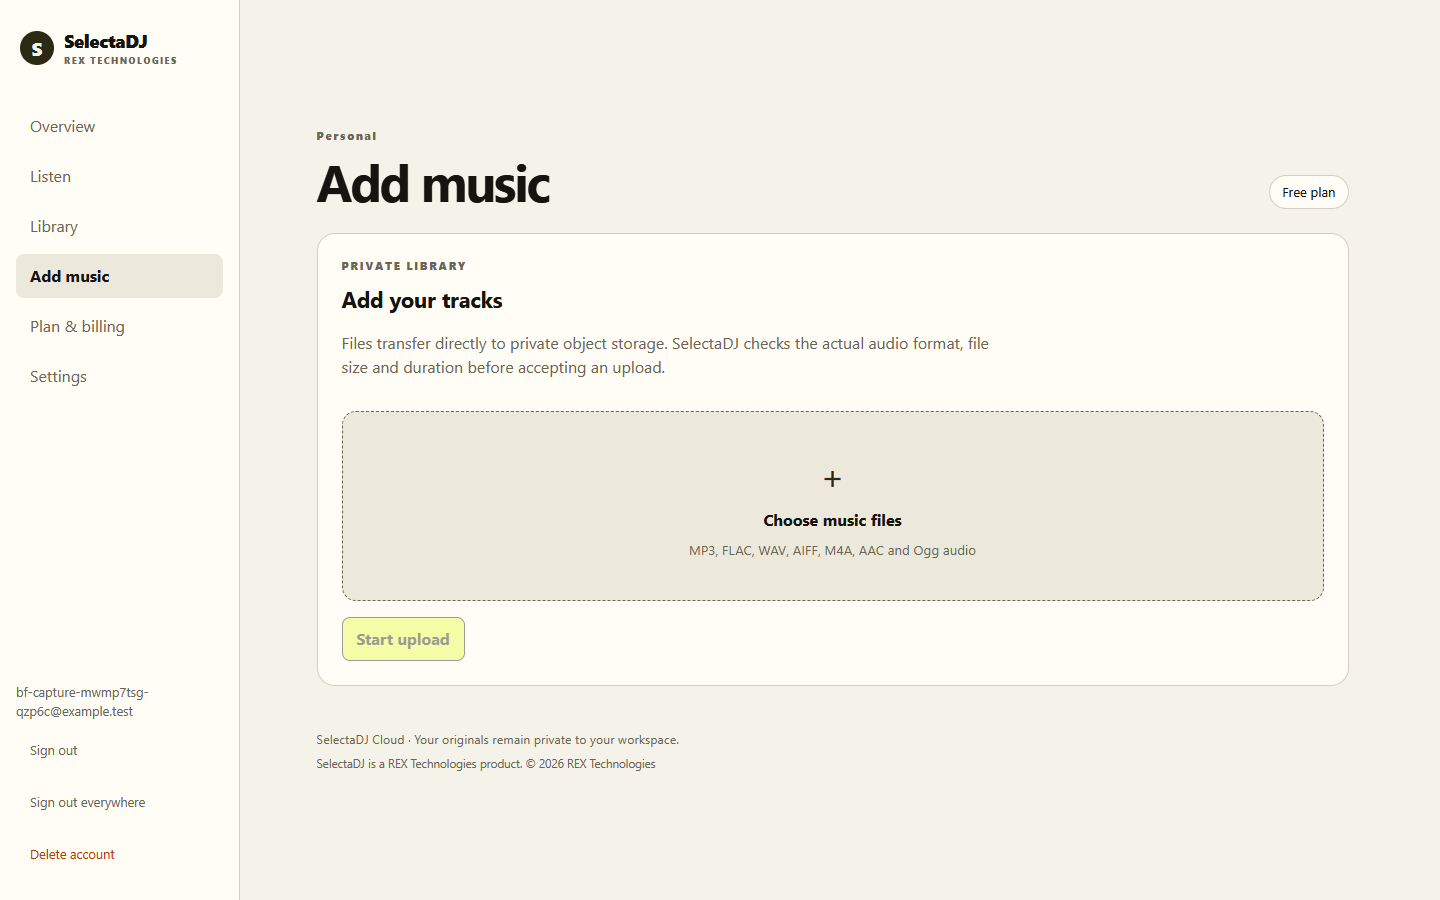 S
SelectaDJ
REX TECHNOLOGIES
Overview
Listen
Library
Add music
Plan & billing
Settings
bf-capture-mwmp7tsg-
qzp6c@example.test
Sign out
Sign out everywhere
Delete account
Personal
Add music
Free plan
PRIVATE LIBRARY
Add your tracks
Files transfer directly to private object storage. SelectaDJ checks the actual audio format, file
size and duration before accepting an upload.
+
Choose music files
MP3, FLAC, WAV, AIFF, M4A, AAC and Ogg audio
Start upload
SelectaDJ Cloud · Your originals remain private to your workspace.
SelectaDJ is a REX Technologies product. © 2026 REX Technologies